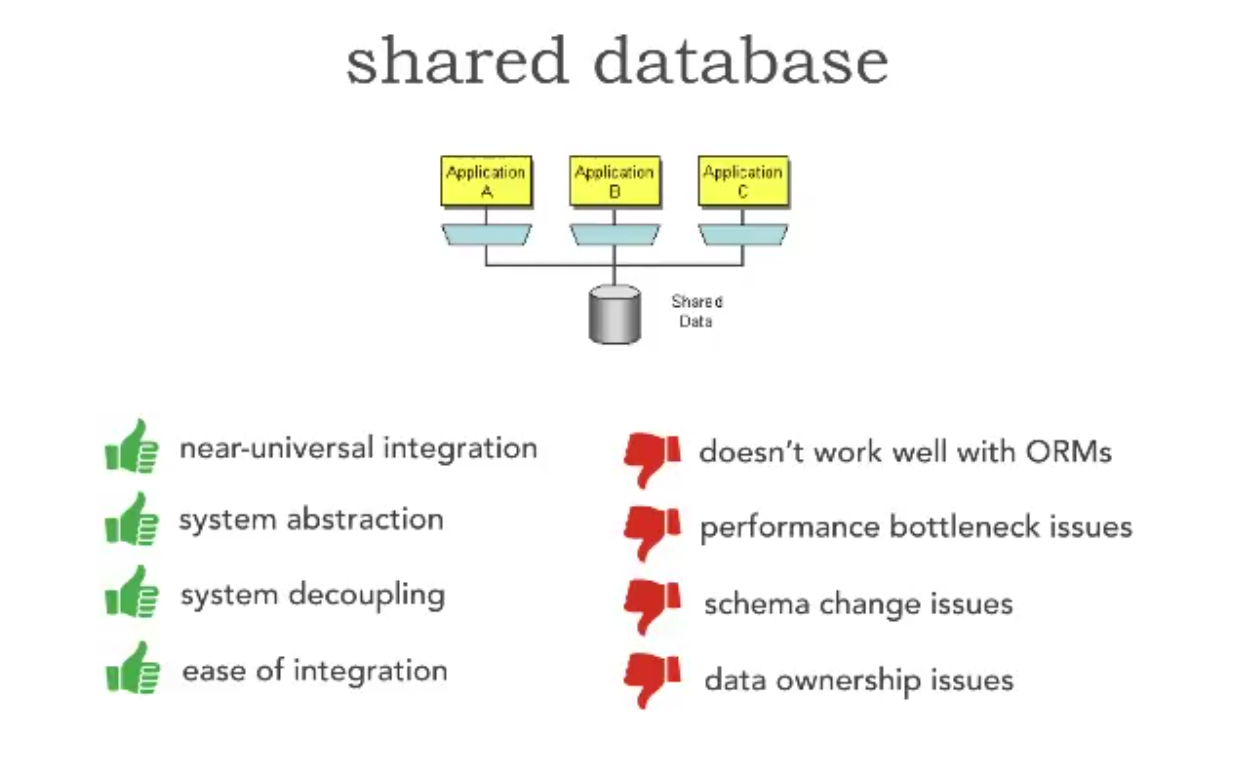 shared database
Application
A
Application
B
Application
C
Shared
Data
near-universal integration
system abstraction
system decoupling
ease of integration
doesn't work well with ORMs
performance bottleneck issues
schema change issues
data ownership issues